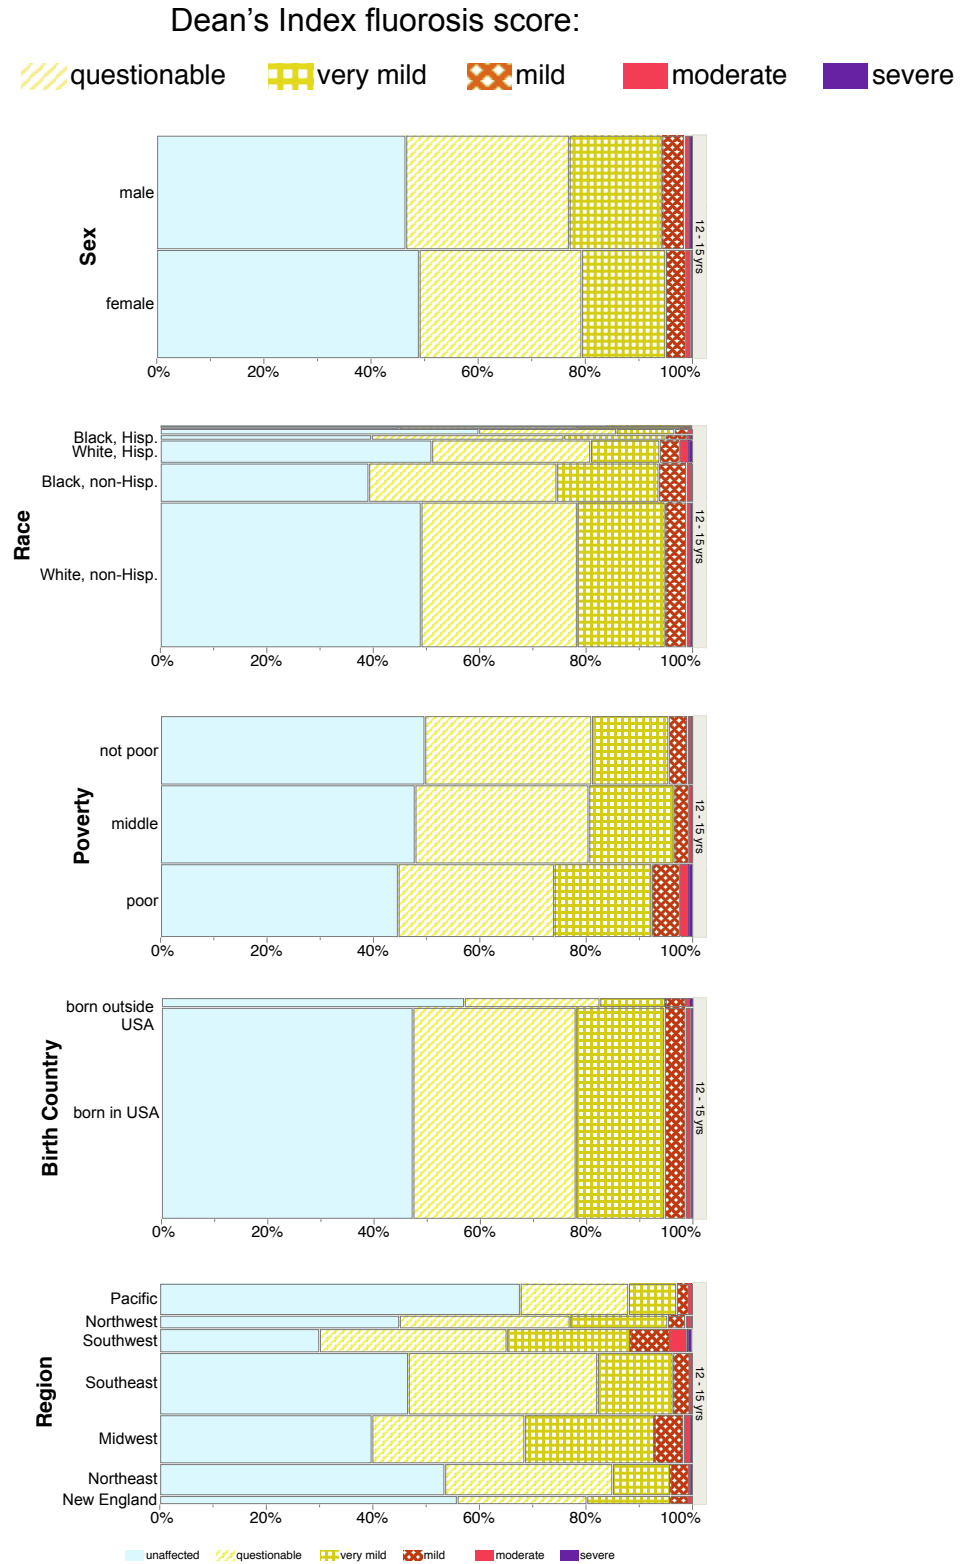 Dean's Index fluorosis score:
questionable very mild mild moderate severe
Sex
male
female
12 - 15 yrs
0% 20% 40% 60% 80% 100%
Race
Black, Hisp.
White, Hisp.
Black, non-Hisp.
White, non-Hisp.
12 - 15 yrs
0% 20% 40% 60% 80% 100%
Poverty
not poor
middle
poor
12 - 15 yrs
0% 20% 40% 60% 80% 100%
Birth Country
born outside
USA
born in USA
12 - 15 yrs
0% 20% 40% 60% 80% 100%
Region
Pacific
Northwest
Southwest
Southeast
Midwest
Northeast
New England
12 - 15 yrs
0% 20% 40% 60% 80% 100%
unaffected questionable very mild mild moderate severe